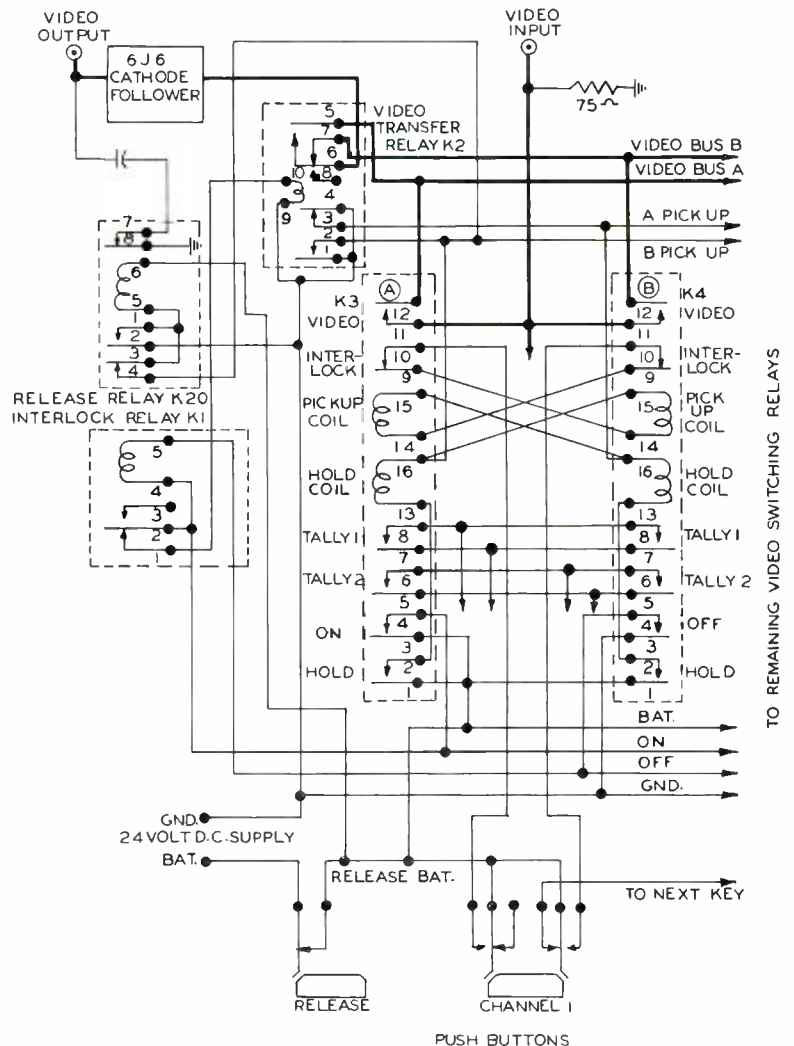 VIDEO
OUTPUT
VIDEO
INPUT
6J6
CATHODE
FOLLOWER
75
VIDEO
TRANSFER
RELAY K2
5
7
6
8
10
4
9
3
2
1
VIDEO BUS B
VIDEO BUS A
A PICK UP
B PICK UP
7
8
6
5
1
2
3
4
RELEASE RELAY K20
INTERLOCK RELAY K1
5
4
3
2
1
K3
A
VIDEO
12
11
INTER-
LOCK
10
9
PICKUP
COIL
15
14
HOLD
COIL
16
13
TALLY 1
8
7
TALLY 2
6
5
ON
4
3
HOLD
2
1
B
K4
12
VIDEO
11
10
INTER-
LOCK
9
15
PICK
UP
COIL
14
16
HOLD
COIL
13
8
TALLY 1
7
6
TALLY 2
5
4
OFF
3
2
HOLD
1
TO REMAINING VIDEO SWITCHING RELAYS
BAT.
ON
OFF
GND.
GND.
24 VOLT D.C. SUPPLY
BAT.
RELEASE BAT.
TO NEXT KEY
RELEASE
CHANNEL 1
PUSH BUTTONS